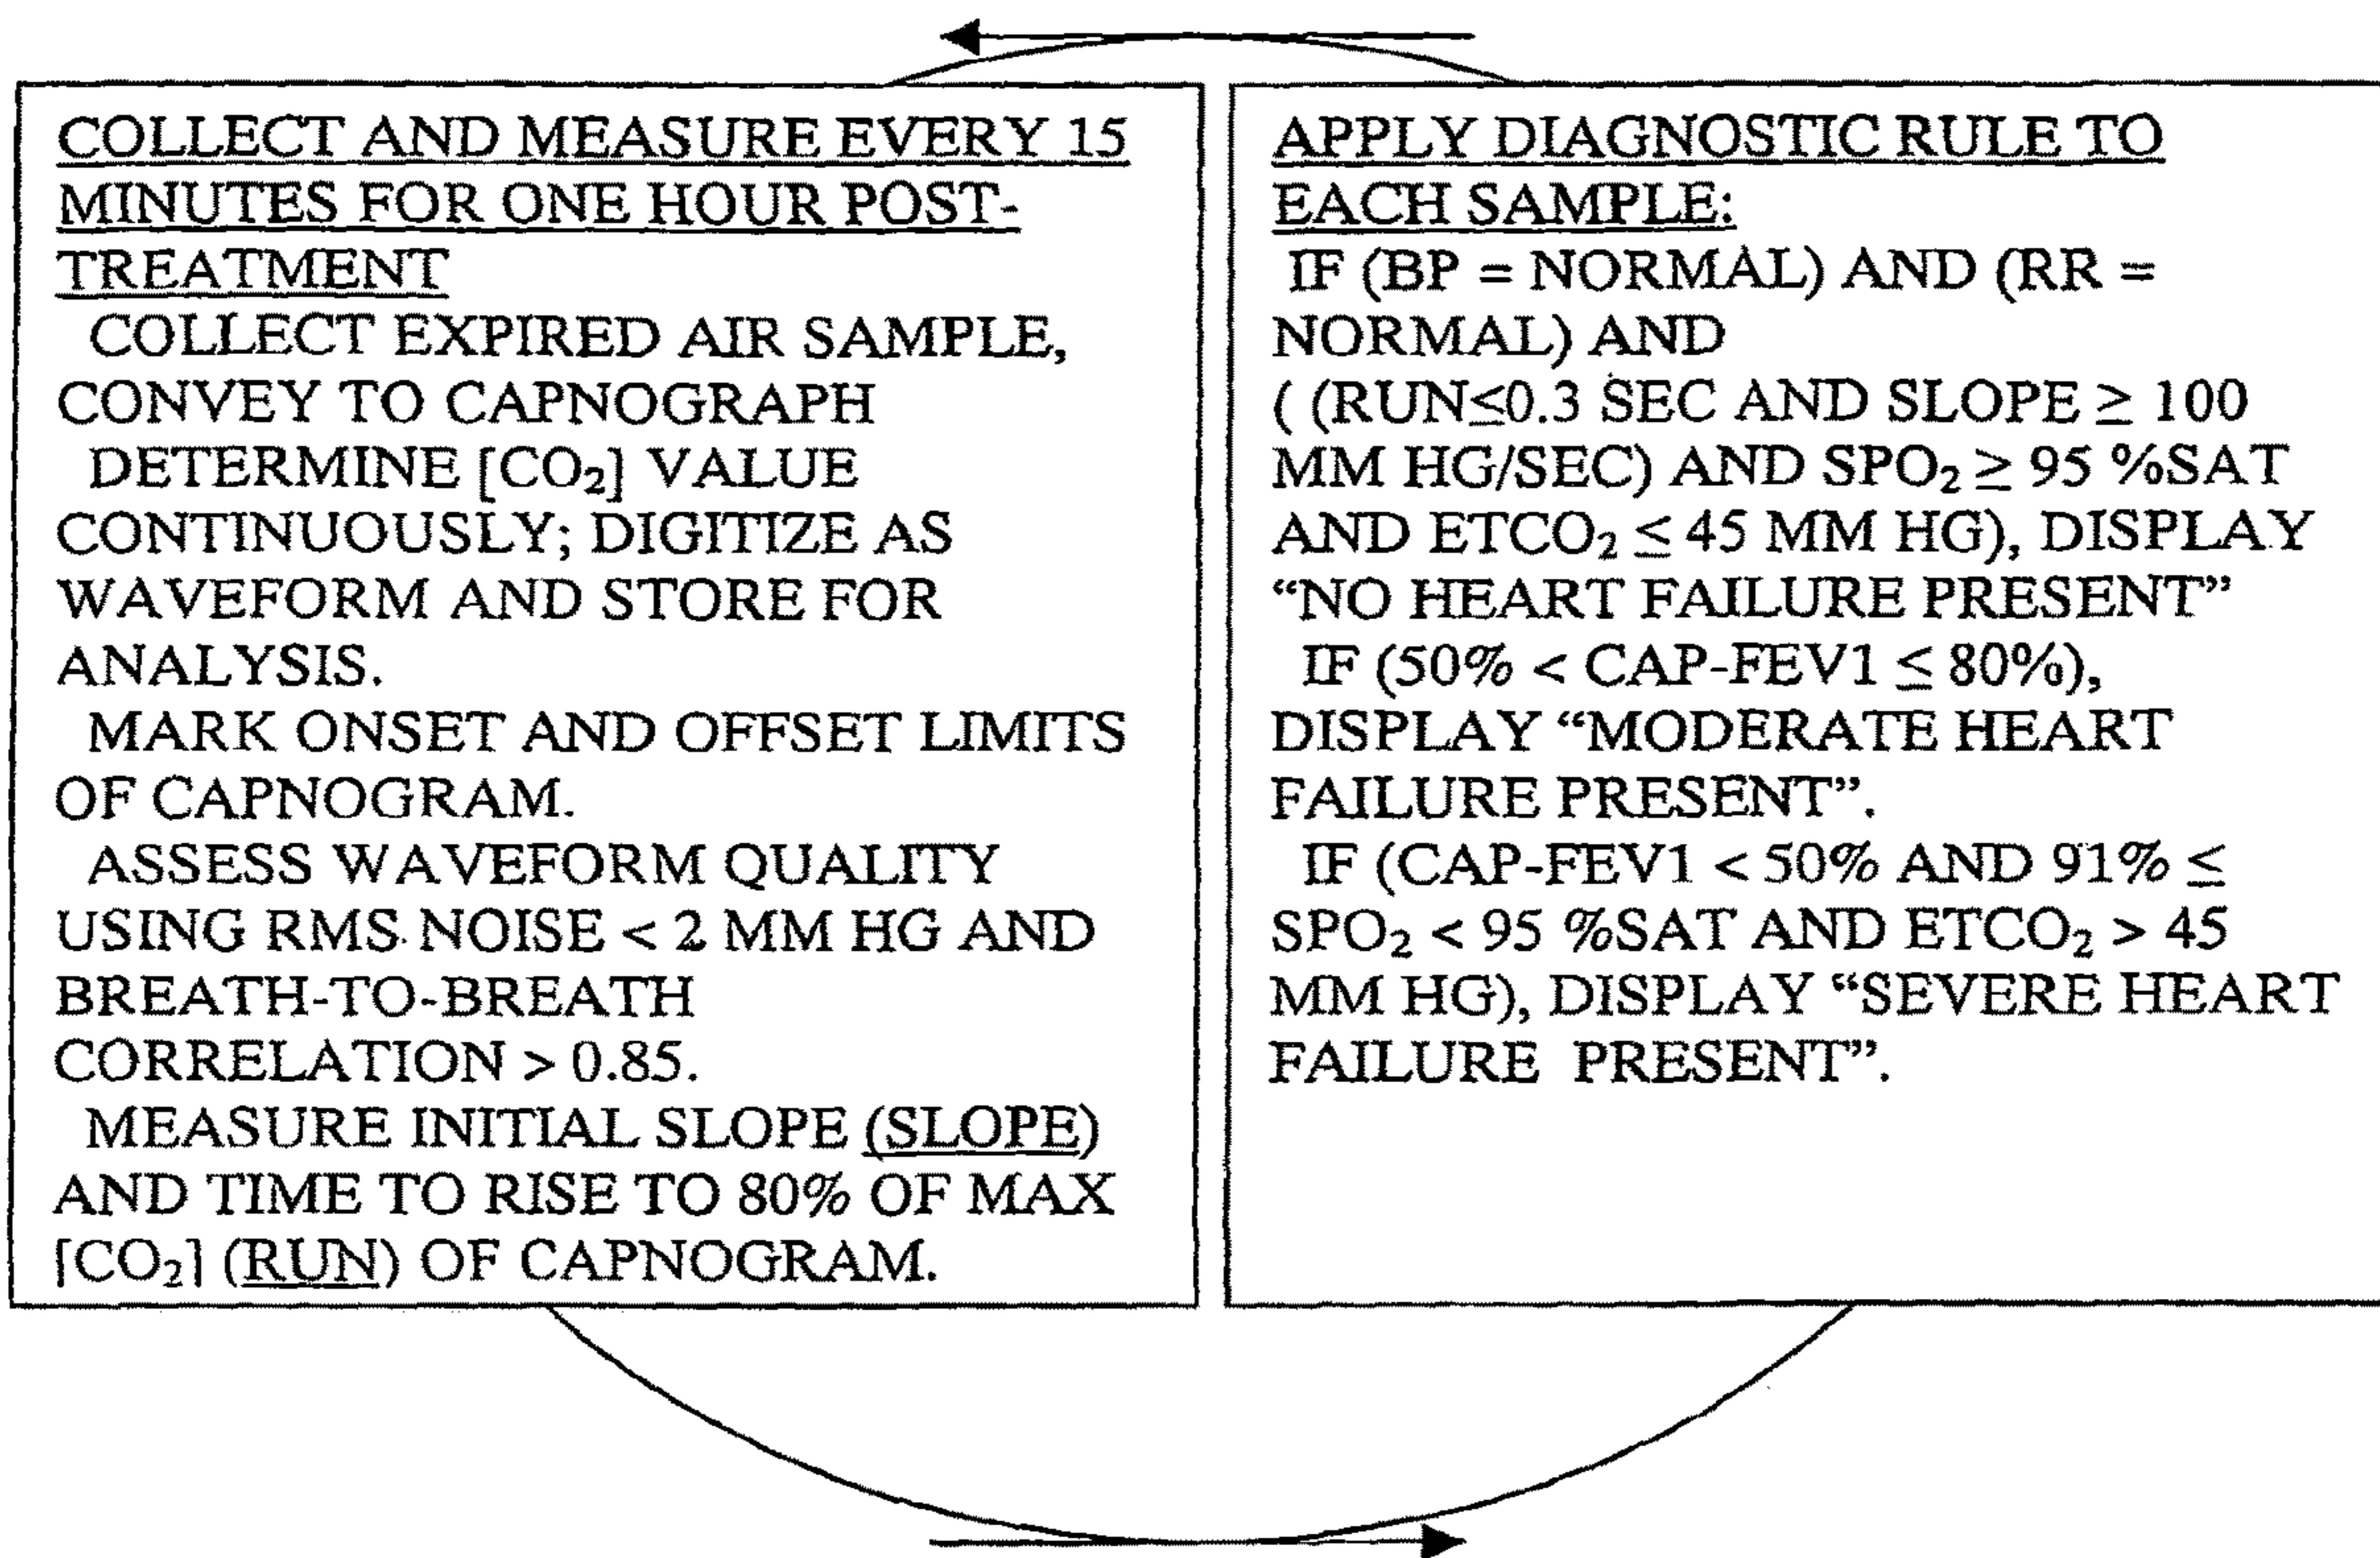 COLLECT AND MEASURE EVERY 15
MINUTES FOR ONE HOUR POST-
TREATMENT
COLLECT EXPIRED AIR SAMPLE,
CONVEY TO CAPNOGRAPH
DETERMINE [CO₂] VALUE
CONTINUOUSLY; DIGITIZE AS
WAVEFORM AND STORE FOR
ANALYSIS.
MARK ONSET AND OFFSET LIMITS
OF CAPNOGRAM.
ASSESS WAVEFORM QUALITY
USING RMS NOISE < 2 MM HG AND
BREATH-TO-BREATH
CORRELATION > 0.85.
MEASURE INITIAL SLOPE (SLOPE)
AND TIME TO RISE TO 80% OF MAX
[CO₂] (RUN) OF CAPNOGRAM.
APPLY DIAGNOSTIC RULE TO
EACH SAMPLE:
IF (BP = NORMAL) AND (RR =
NORMAL) AND
( (RUN≤0.3 SEC AND SLOPE ≥ 100
MM HG/SEC) AND SPO₂ ≥ 95 %SAT
AND ETCO₂ ≤ 45 MM HG), DISPLAY
“NO HEART FAILURE PRESENT”
IF (50% < CAP-FEV1 ≤ 80%),
DISPLAY “MODERATE HEART
FAILURE PRESENT”.
IF (CAP-FEV1 < 50% AND 91% ≤
SPO₂ < 95 %SAT AND ETCO₂ > 45
MM HG), DISPLAY “SEVERE HEART
FAILURE PRESENT”.